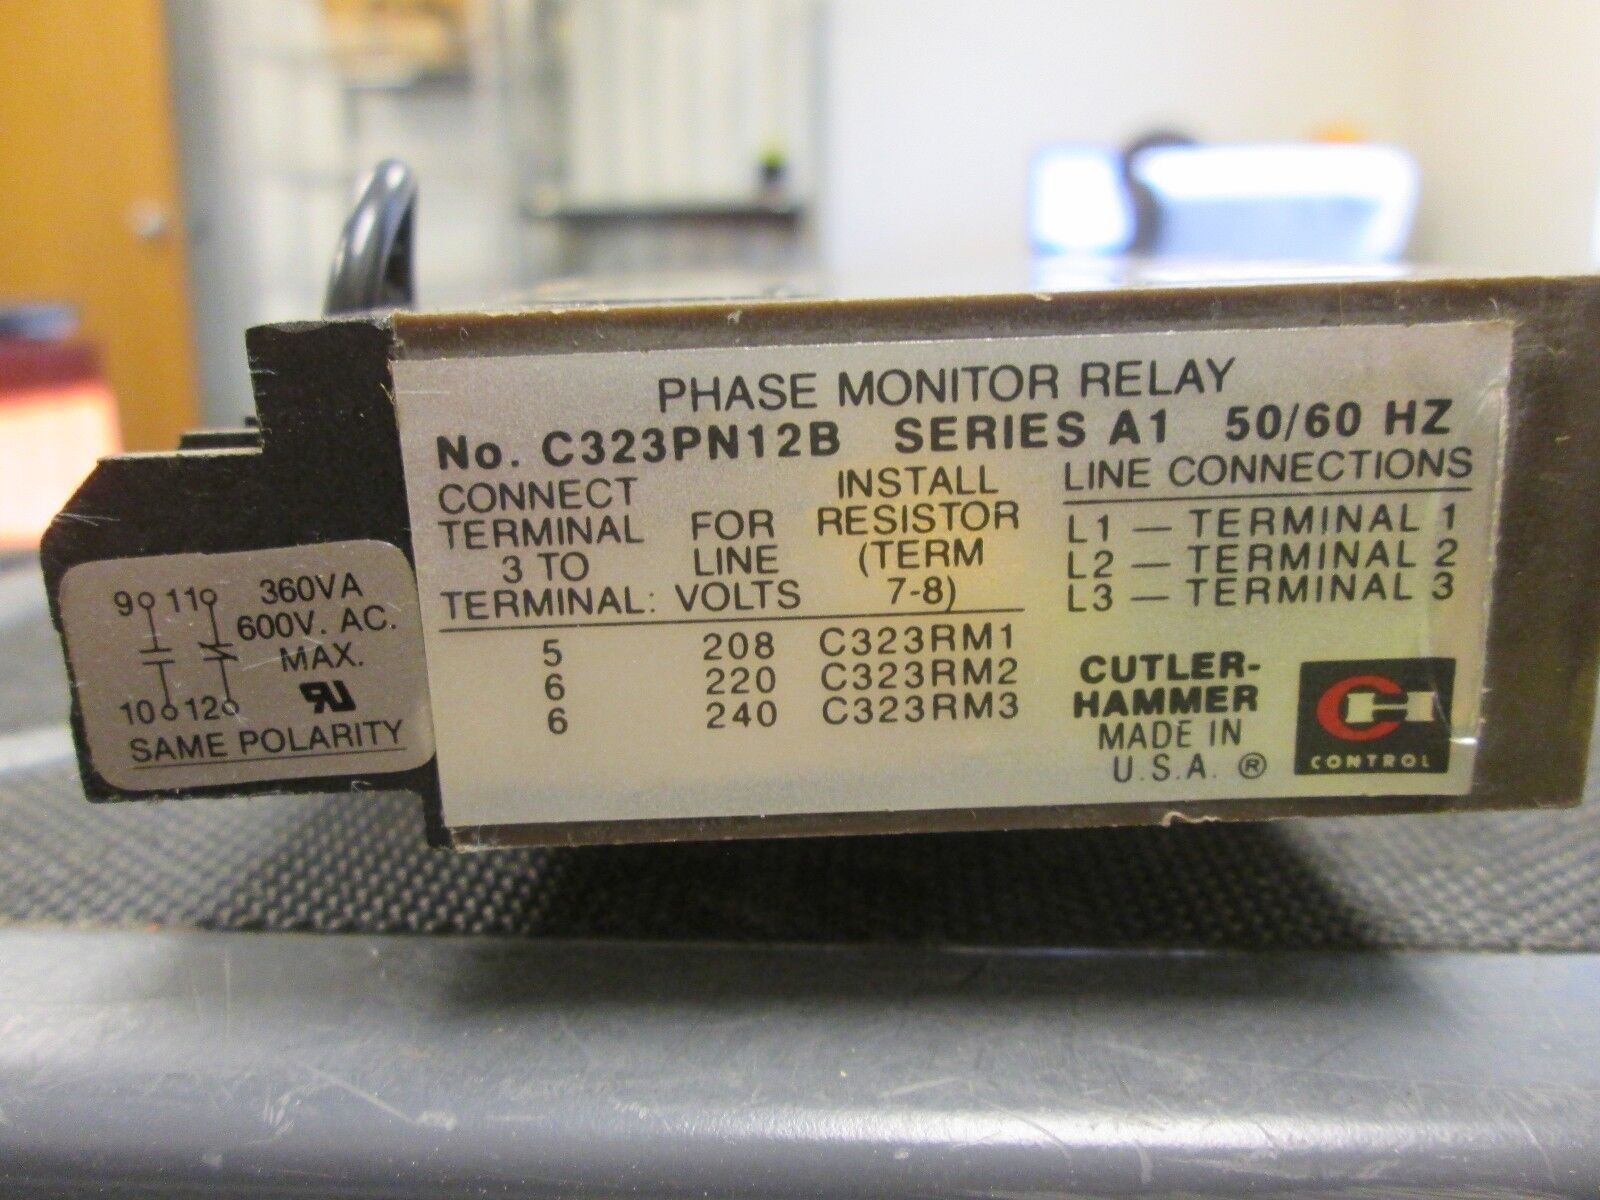 PHASE MONITOR RELAY
No. C323PN12B SERIES A1 50/60 HZ
CONNECT TERMINAL 3 TO TERMINAL: FOR LINE VOLTS INSTALL RESISTOR (TERM 7-8)
5 208 C323RM1
6 220 C323RM2
6 240 C323RM3
LINE CONNECTIONS
L1 — TERMINAL 1
L2 — TERMINAL 2
L3 — TERMINAL 3
CUTLER-
HAMMER
MADE IN
U.S.A. ®
CH
CONTROL
9 11 360VA
600V. AC.
MAX.
RU
10 12
SAME POLARITY